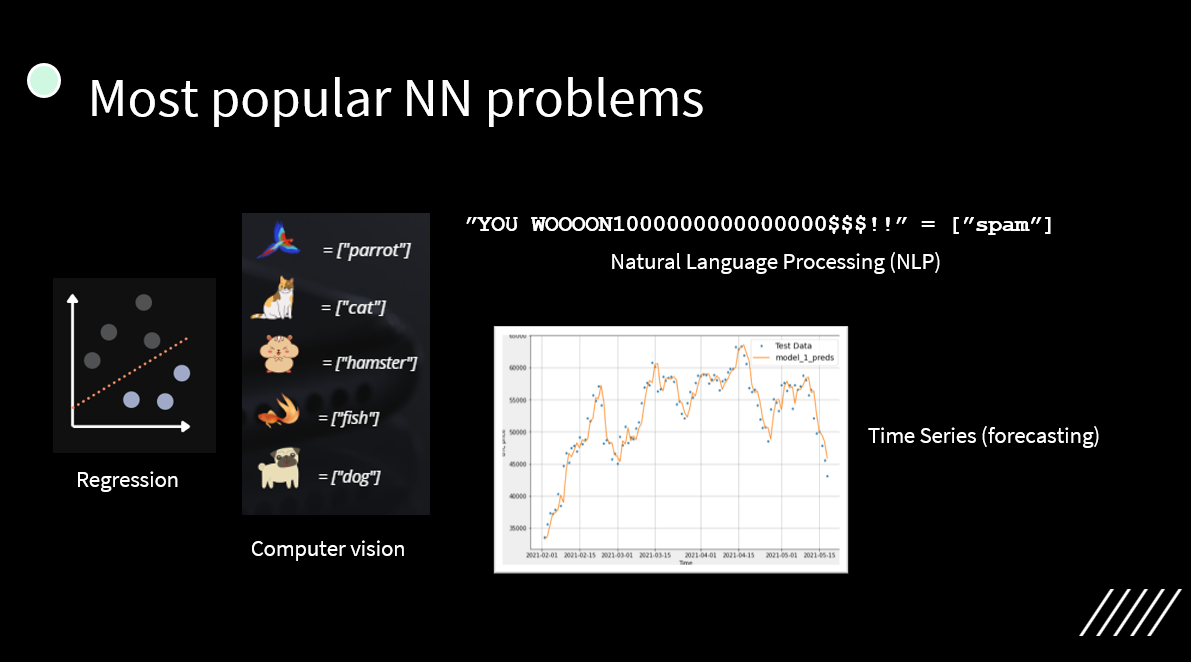 Most popular NN problems
”YOU WOOOON1000000000000000$$$!!” = [”spam”]
Natural Language Processing (NLP)
= ["parrot"]
= ["cat"]
= ["hamster"]
= ["fish"]
= ["dog"]
Regression
Computer vision
65000
60000
55000
50000
45000
40000
35000
Test Data
model_1_preds
2021-02-01 2021-02-15 2021-03-01 2021-03-15 2021-04-01 2021-04-15 2021-05-01 2021-05-15
Time
Time Series (forecasting)